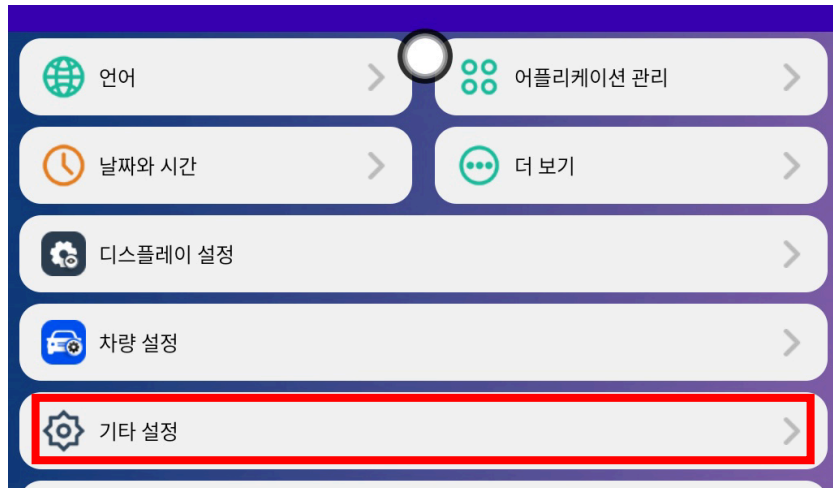 언어
어플리케이션 관리
날짜와 시간
더 보기
디스플레이 설정
차량 설정
기타 설정